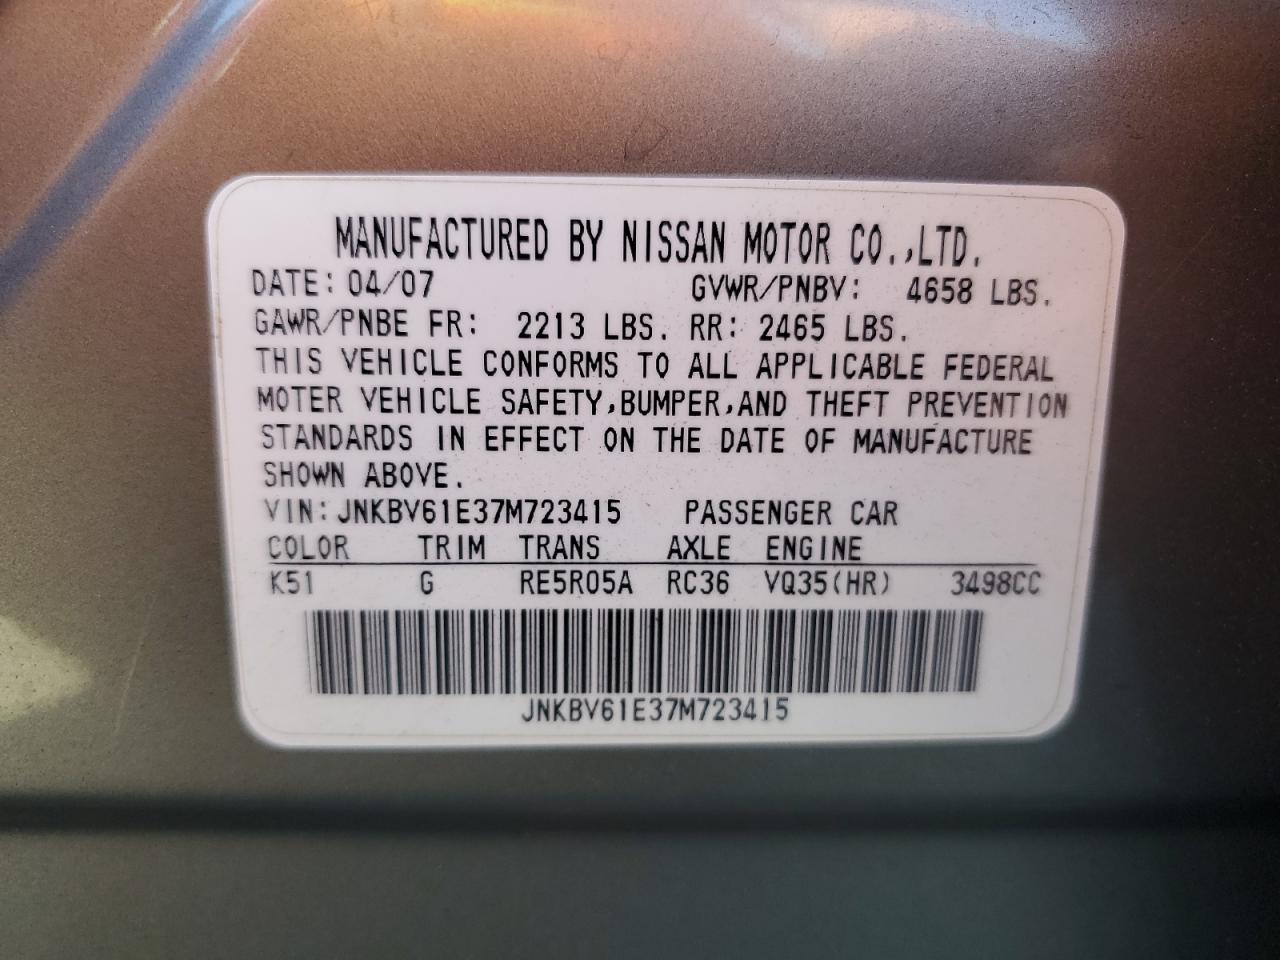 MANUFACTURED BY NISSAN MOTOR CO.,LTD.
DATE: 04/07 GVWR/PNBV: 4658 LBS.
GAWR/PNBE FR: 2213 LBS. RR: 2465 LBS.
THIS VEHICLE CONFORMS TO ALL APPLICABLE FEDERAL
MOTER VEHICLE SAFETY,BUMPER,AND THEFT PREVENTION
STANDARDS IN EFFECT ON THE DATE OF MANUFACTURE
SHOWN ABOVE.
VIN: JNKBV61E37M723415 PASSENGER CAR
COLOR TRIM TRANS AXLE ENGINE
K51 G RE5R05A RC36 VQ35(HR) 3498CC
JNKBV61E37M723415